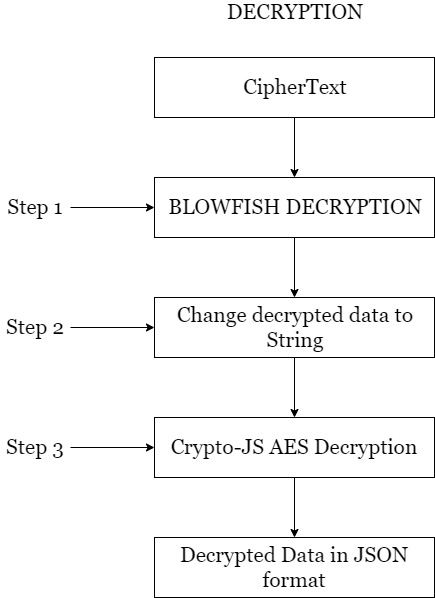 DECRYPTION
CipherText
Step 1
BLOWFISH DECRYPTION
Step 2
Change decrypted data to
String
Step 3
Crypto-JS AES Decryption
Decrypted Data in JSON
format